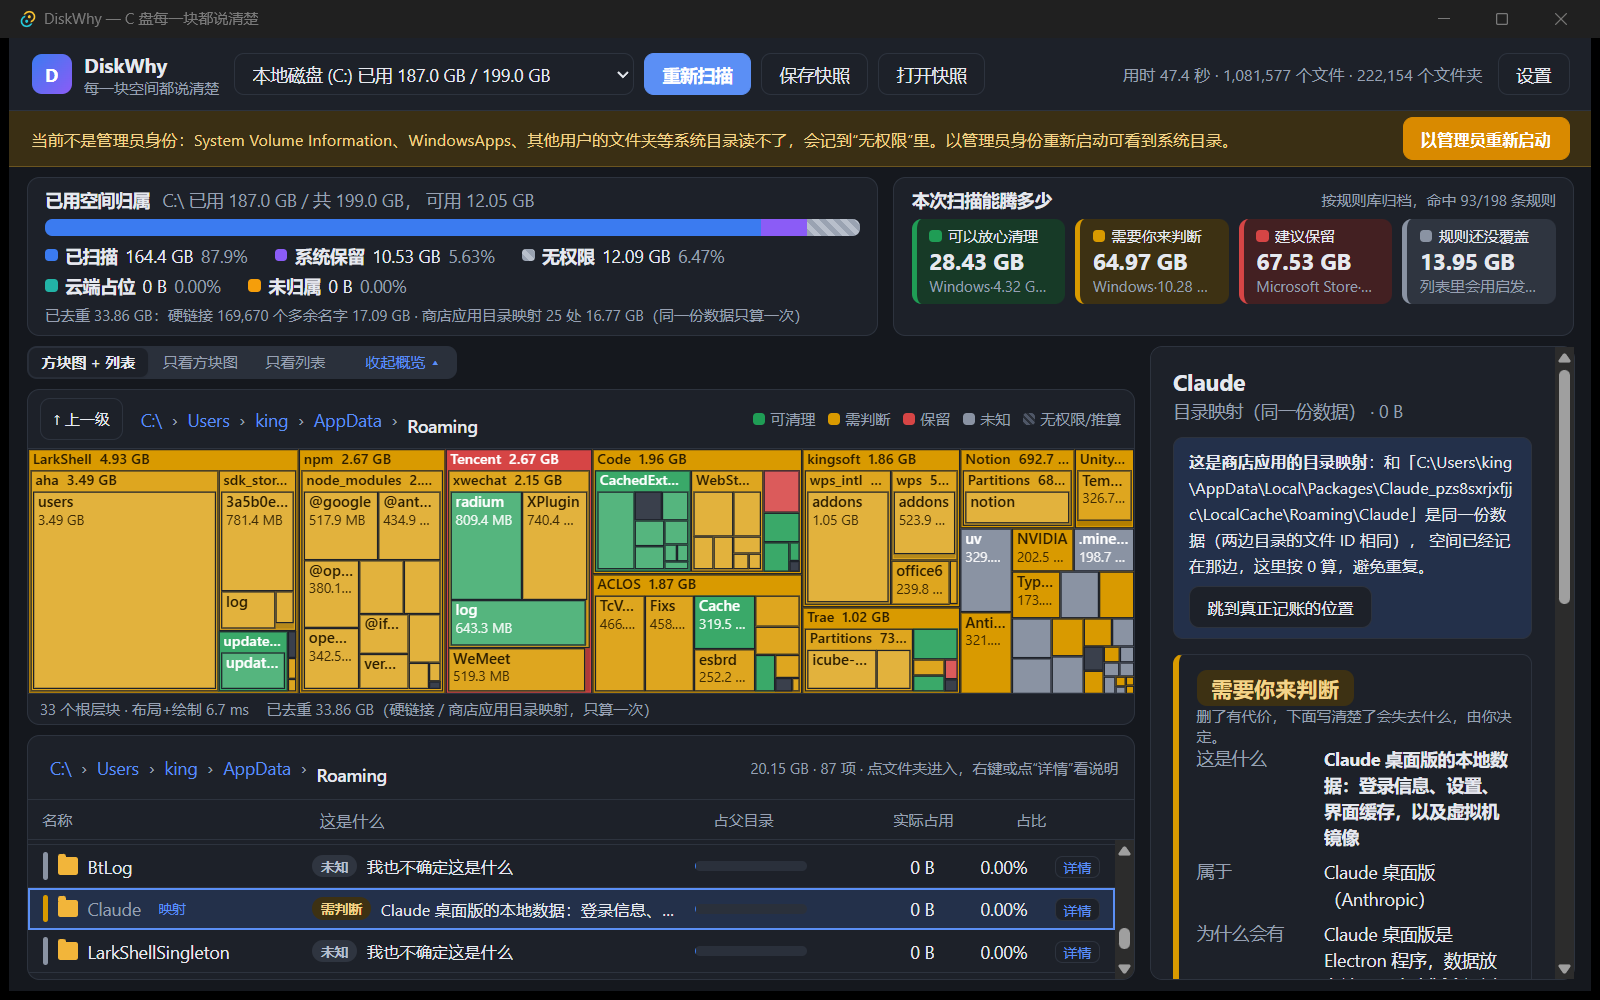 DiskWhy — C 盘每一块都说清楚
D
DiskWhy
每一块空间都说清楚
本地磁盘 (C:) 已用 187.0 GB / 199.0 GB
重新扫描
保存快照
打开快照
用时 47.4 秒 · 1,081,577 个文件 · 222,154 个文件夹
设置
当前不是管理员身份：System Volume Information、WindowsApps、其他用户的文件夹等系统目录读不了，会记到“无权限”里。以管理员身份重新启动可看到系统目录。
以管理员重新启动
已用空间归属 C:\ 已用 187.0 GB / 共 199.0 GB， 可用 12.05 GB
已扫描 164.4 GB 87.9%
系统保留 10.53 GB 5.63%
无权限 12.09 GB 6.47%
云端占位 0 B 0.00%
未归属 0 B 0.00%
已去重 33.86 GB：硬链接 169,670 个多余名字 17.09 GB · 商店应用目录映射 25 处 16.77 GB（同一份数据只算一次）
本次扫描能腾多少
按规则库归档，命中 93/198 条规则
可以放心清理
28.43 GB
Windows·4.32 G...
需要你来判断
64.97 GB
Windows·10.28 ...
建议保留
67.53 GB
Microsoft Store·...
规则还没覆盖
13.95 GB
列表里会用启发...
方块图 + 列表
只看方块图
只看列表
收起概览 ▴
↑ 上一级
C:\ › Users › king › AppData › Roaming
可清理
需判断
保留
未知
无权限/推算
LarkShell 4.93 GB
aha 3.49 GB
users
3.49 GB
sdk_stor...
3a5b0e...
781.4 MB
log
update...
updat...
npm 2.67 GB
node_modules 2....
@google
517.9 MB
@ant...
434.9 ...
@op...
380.1...
ope...
342.5...
@if...
ver...
Tencent 2.67 GB
xwechat 2.15 GB
radium
809.4 MB
XPlugin
740.4 ...
log
643.3 MB
WeMeet
519.3 MB
Code 1.96 GB
CachedExt...
WebSt...
ACLOS 1.87 GB
TcV...
466....
Fixs
458....
Cache
319.5 ...
esbrd
252.2 ...
kingsoft 1.86 GB
wps_intl ...
addons
1.05 GB
wps 5...
addons
523.9 ...
office6
239.8 ...
Trae 1.02 GB
Partitions 73...
icube-...
Notion 692.7 ...
Partitions 68...
notion
Unity...
Tem...
326.7...
uv
329....
NVIDIA
202.5 ...
.mine...
198.7 ...
Typ...
173....
Anti...
321....
33 个根层块 · 布局+绘制 6.7 ms
已去重 33.86 GB（硬链接 / 商店应用目录映射，只算一次）
C:\ › Users › king › AppData › Roaming
20.15 GB · 87 项 · 点文件夹进入，右键或点“详情”看说明
名称
这是什么
占父目录
实际占用
占比
BtLog 未知 我也不确定这是什么 0 B 0.00% 详情
Claude 映射 需判断 Claude 桌面版的本地数据：登录信息、... 0 B 0.00% 详情
LarkShellSingleton 未知 我也不确定这是什么 0 B 0.00% 详情
Claude
目录映射（同一份数据） · 0 B
这是商店应用的目录映射：和「C:\Users\king
\AppData\Local\Packages\Claude_pzs8sxrjxfjj
c\LocalCache\Roaming\Claude」是同一份数
据（两边目录的文件 ID 相同），空间已经记
在那边，这里按 0 算，避免重复。
跳到真正记账的位置
需要你来判断
删了有代价，下面写清楚了会失去什么，由你决
定。
这是什么
Claude 桌面版的本地数
据：登录信息、设置、
界面缓存，以及虚拟机
镜像
属于
Claude 桌面版
（Anthropic）
为什么会有
Claude 桌面版是
Electron 程序，数据放